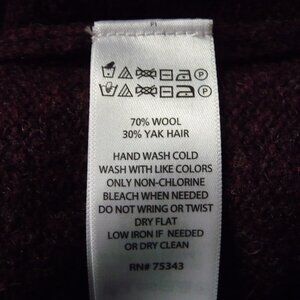 70% WOOL
30% YAK HAIR
HAND WASH COLD
WASH WITH LIKE COLORS
ONLY NON-CHLORINE
BLEACH WHEN NEEDED
DO NOT WRING OR TWIST
DRY FLAT
LOW IRON IF NEEDED
OR DRY CLEAN
RN# 75343